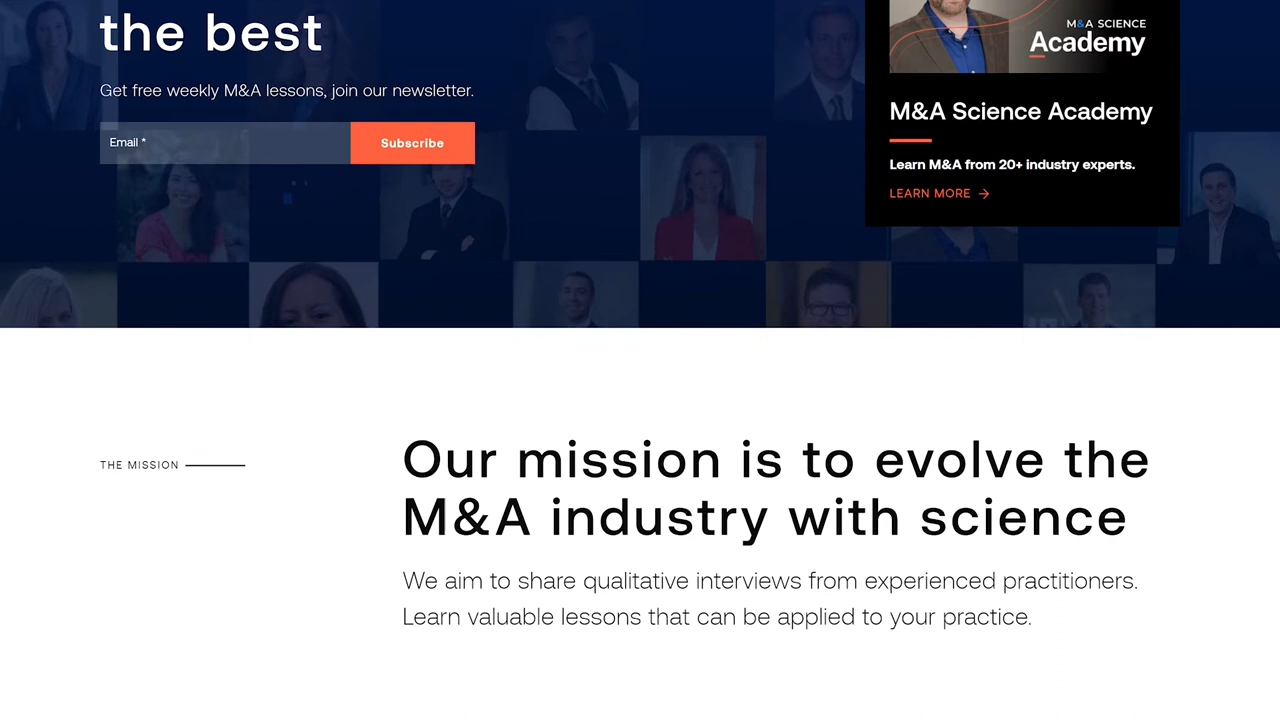 the best
Get free weekly M&A lessons, join our newsletter.
Email *
Subscribe
M&A SCIENCE
Academy
M&A Science Academy
Learn M&A from 20+ industry experts.
LEARN MORE →
THE MISSION
Our mission is to evolve the
M&A industry with science
We aim to share qualitative interviews from experienced practitioners.
Learn valuable lessons that can be applied to your practice.